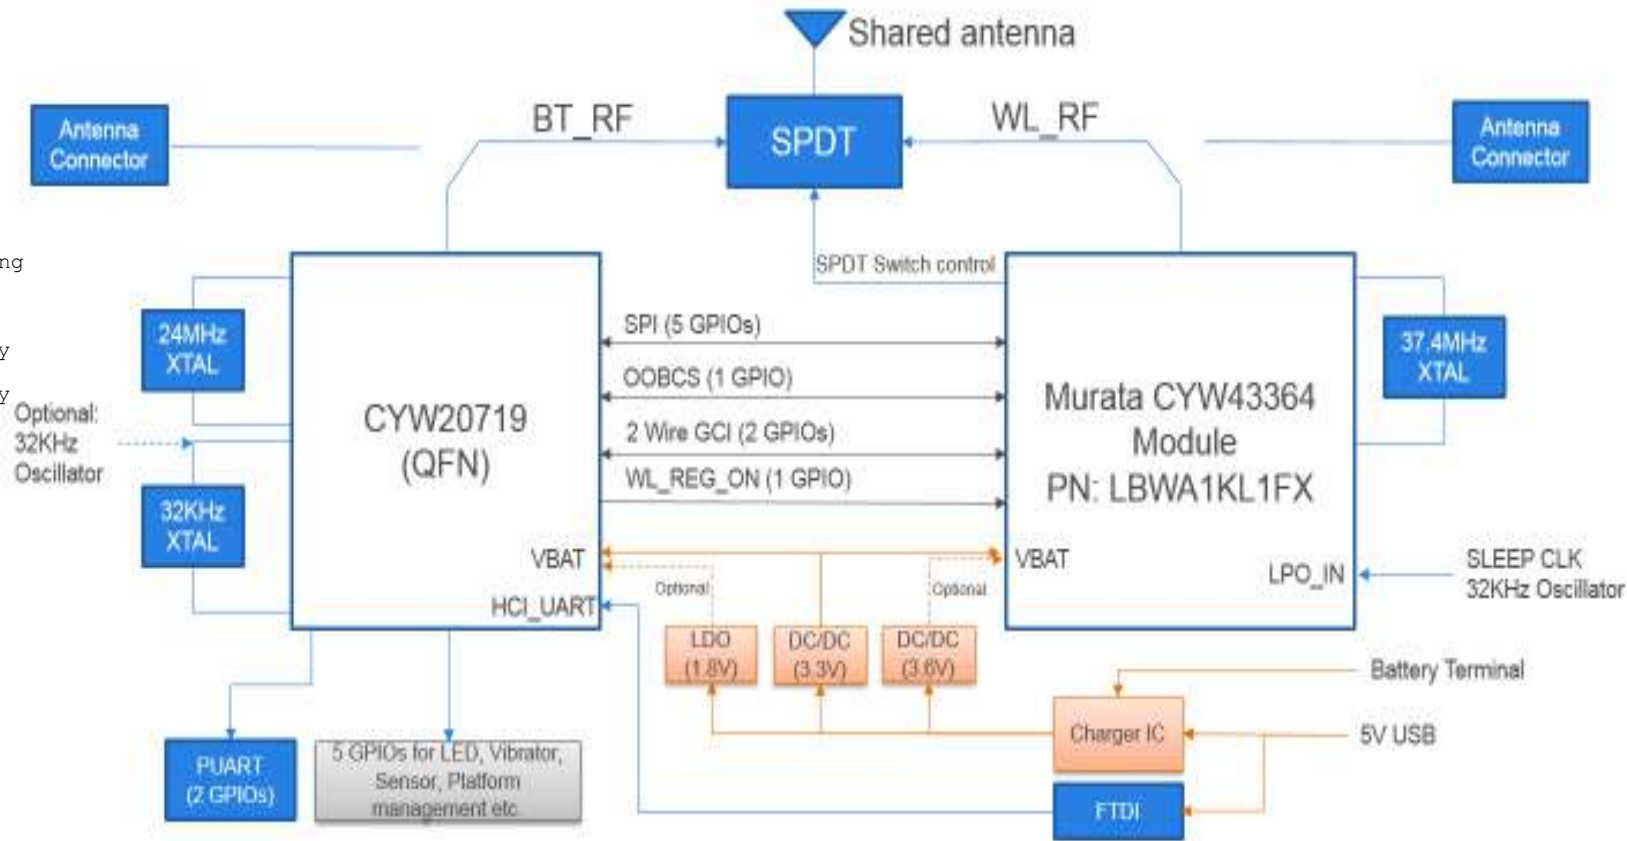 Shared antenna
Antenna
Connector
BT_RF
SPDT
WL_RF
Antenna
Connector
ng
SPDT Switch control
24MHz
XTAL
SPI (5 GPIOs)
37.4MHz
XTAL
y
OOBCS (1 GPIO)
y
Optional:
32KHz
Oscillator
CYW20719
(QFN)
2 Wire GCI (2 GPIOs)
Murata CYW43364
Module
PN: LBWA1KL1FX
WL_REG_ON (1 GPIO)
32KHz
XTAL
VBAT
VBAT
LPO_IN
SLEEP CLK
32KHz Oscillator
Optional
Optional
HCI_UART
LDO
(1.8V)
DC/DC
(3.3V)
DC/DC
(3.6V)
Battery Terminal
Charger IC
5V USB
PUART
(2 GPIOs)
5 GPIOs for LED, Vibrator,
Sensor, Platform
management etc.
FTDI